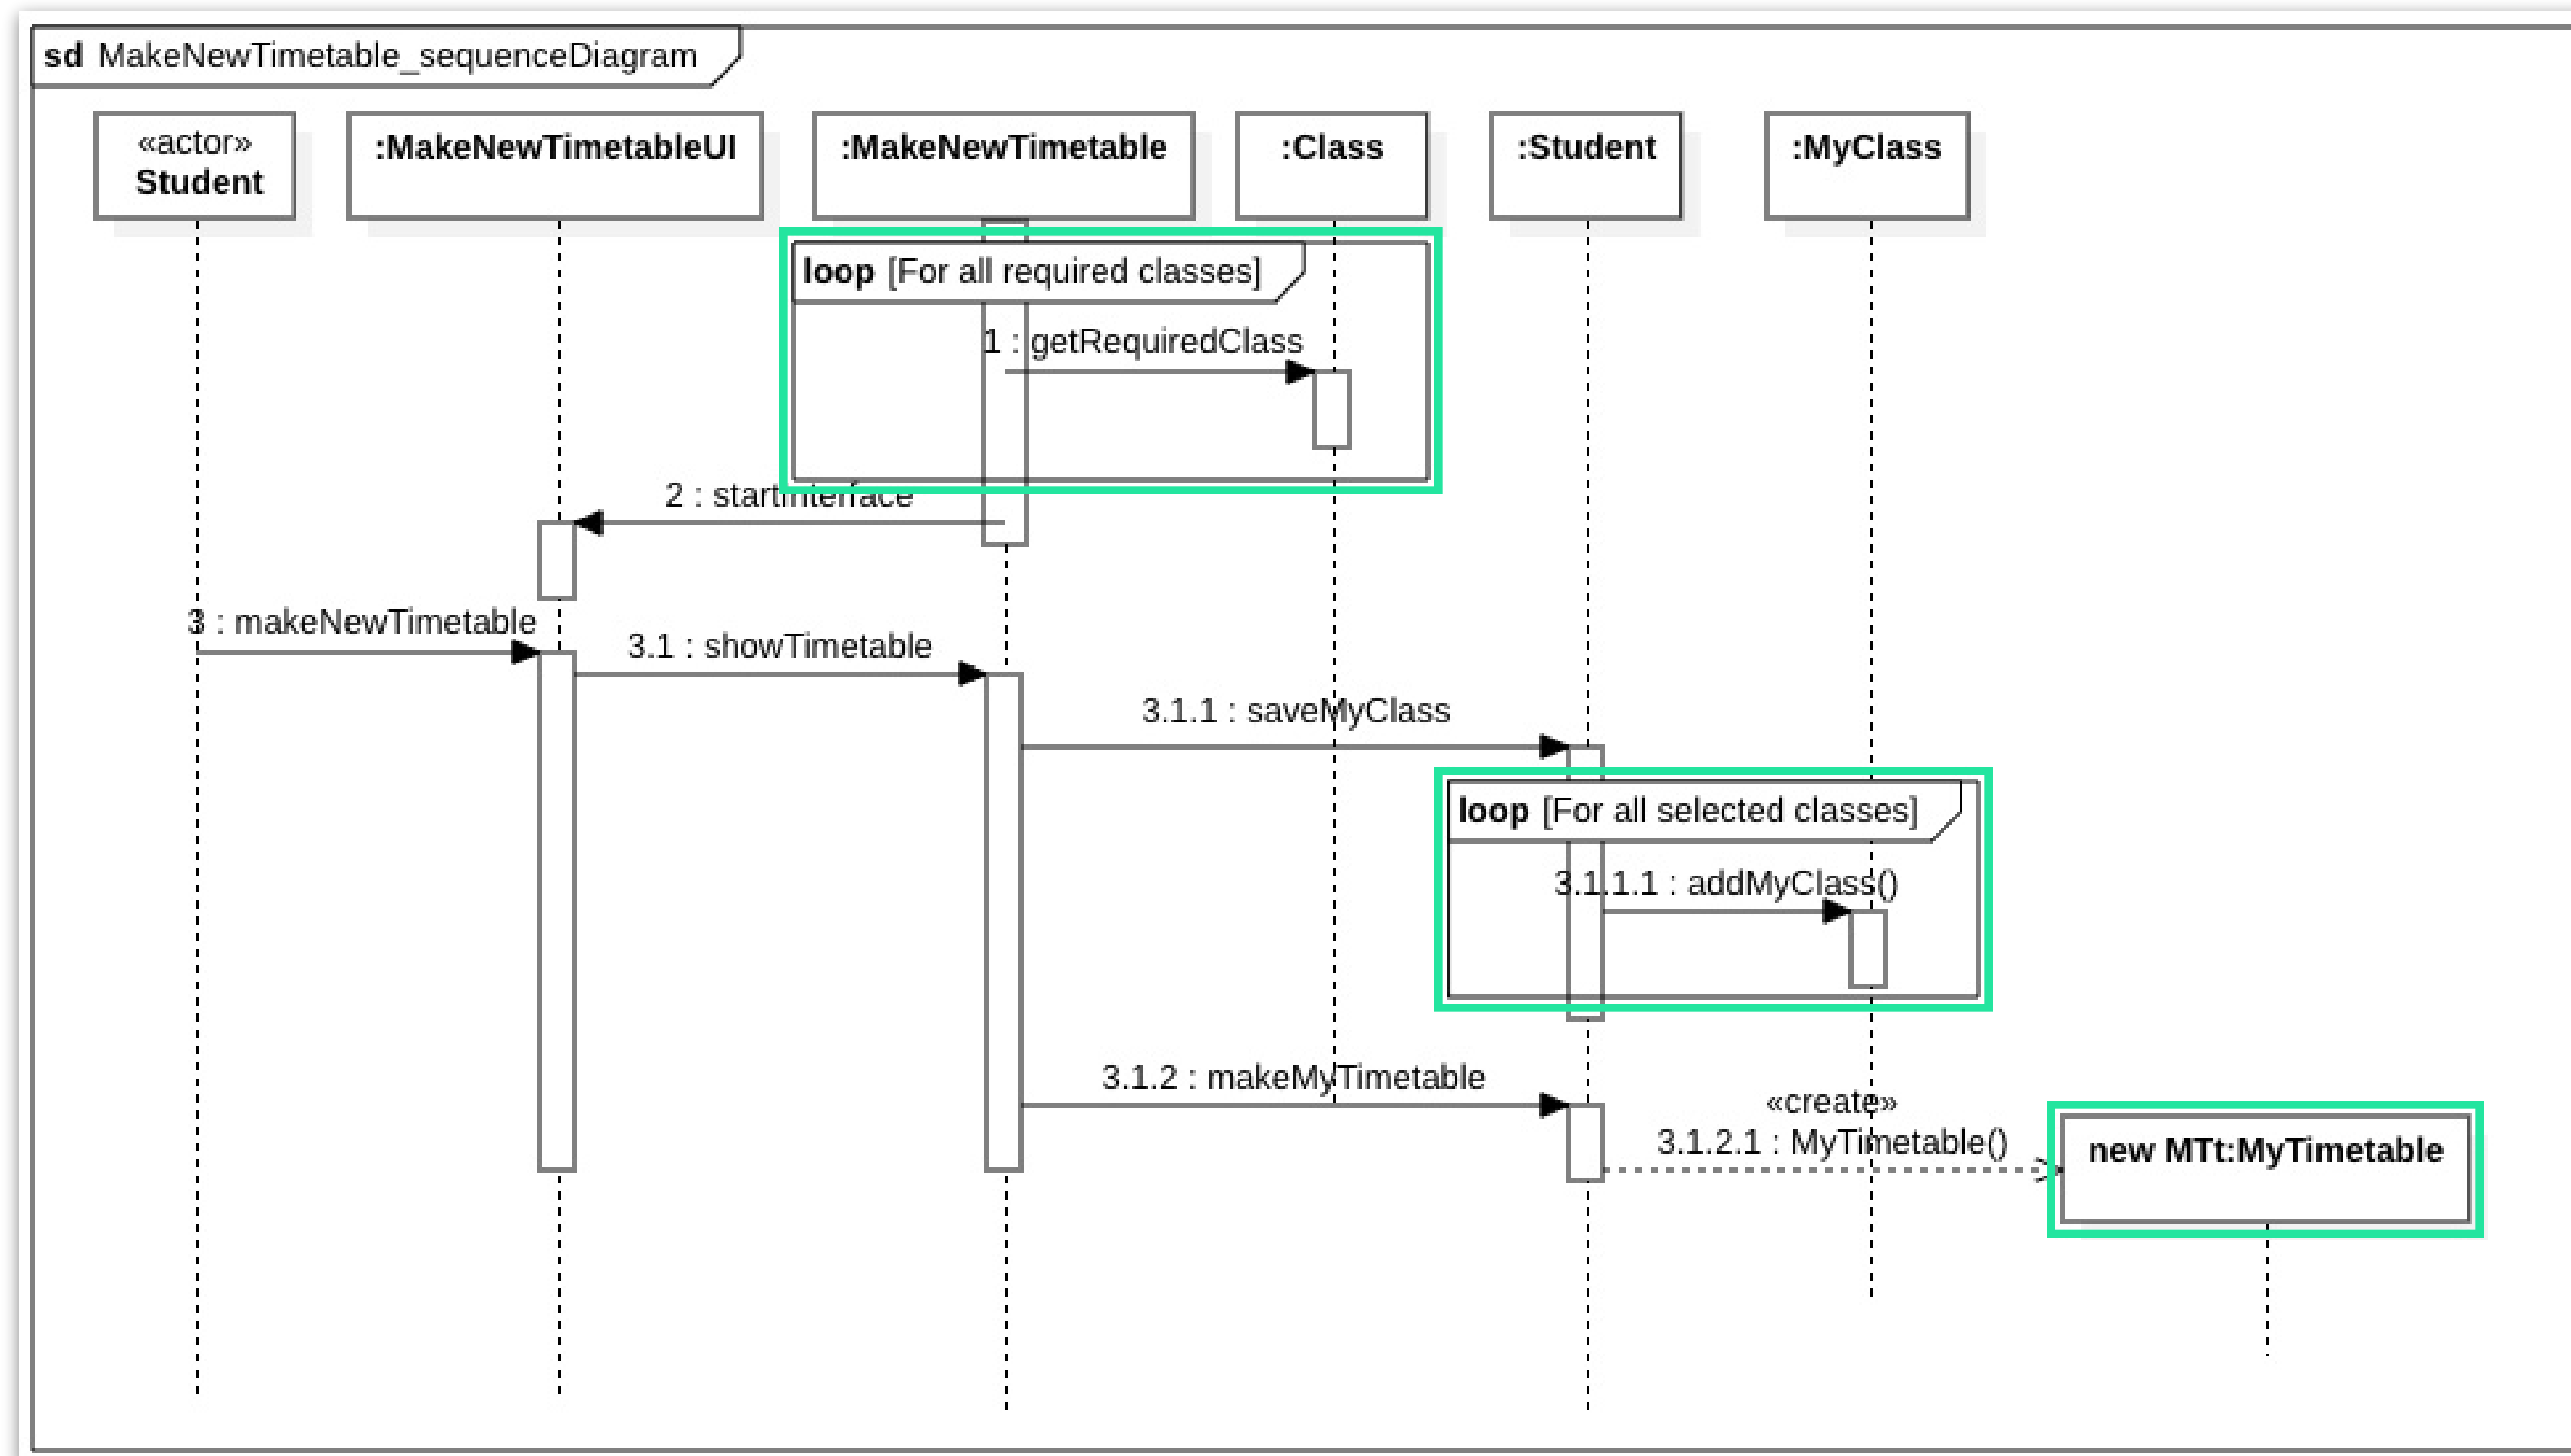 sd MakeNewTimetable_sequenceDiagram
«actor»
Student
:MakeNewTimetableUI
:MakeNewTimetable
:Class
:Student
:MyClass
loop [For all required classes]
1 : getRequiredClass
2 : startInterface
3 : makeNewTimetable
3.1 : showTimetable
3.1.1 : saveMyClass
loop [For all selected classes]
3.1.1.1 : addMyClass()
3.1.2 : makeMyTimetable
«create»
3.1.2.1 : MyTimetable()
new MTt:MyTimetable